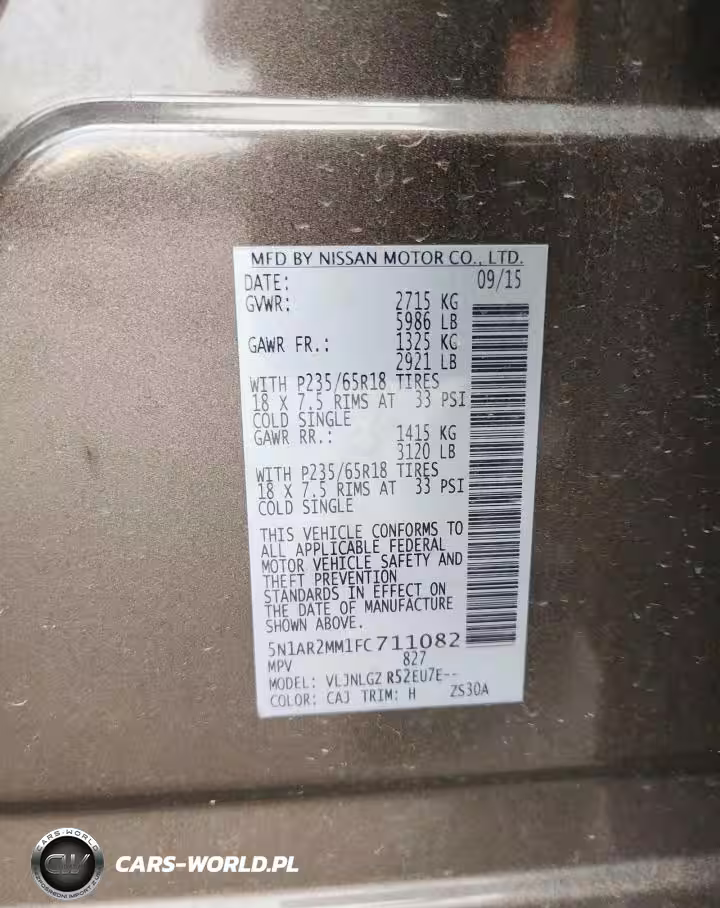 MFD BY NISSAN MOTOR CO., LTD.
DATE: 09/15
GVWR: 2715 KG
5986 LB
GAWR FR.: 1325 KG
2921 LB
WITH P235/65R18 TIRES
18 X 7.5 RIMS AT 33 PSI
COLD SINGLE
GAWR RR.: 1415 KG
3120 LB
WITH P235/65R18 TIRES
18 X 7.5 RIMS AT 33 PSI
COLD SINGLE
THIS VEHICLE CONFORMS TO
ALL APPLICABLE FEDERAL
MOTOR VEHICLE SAFETY AND
THEFT PREVENTION
STANDARDS IN EFFECT ON
THE DATE OF MANUFACTURE
SHOWN ABOVE.
5N1AR2MM1FC711082
MPV 827
MODEL: VLJNLGZ R52EU7E--
COLOR: CAJ TRIM: H ZS30A
CARS-WORLD
CW
CARS-WORLD.PL